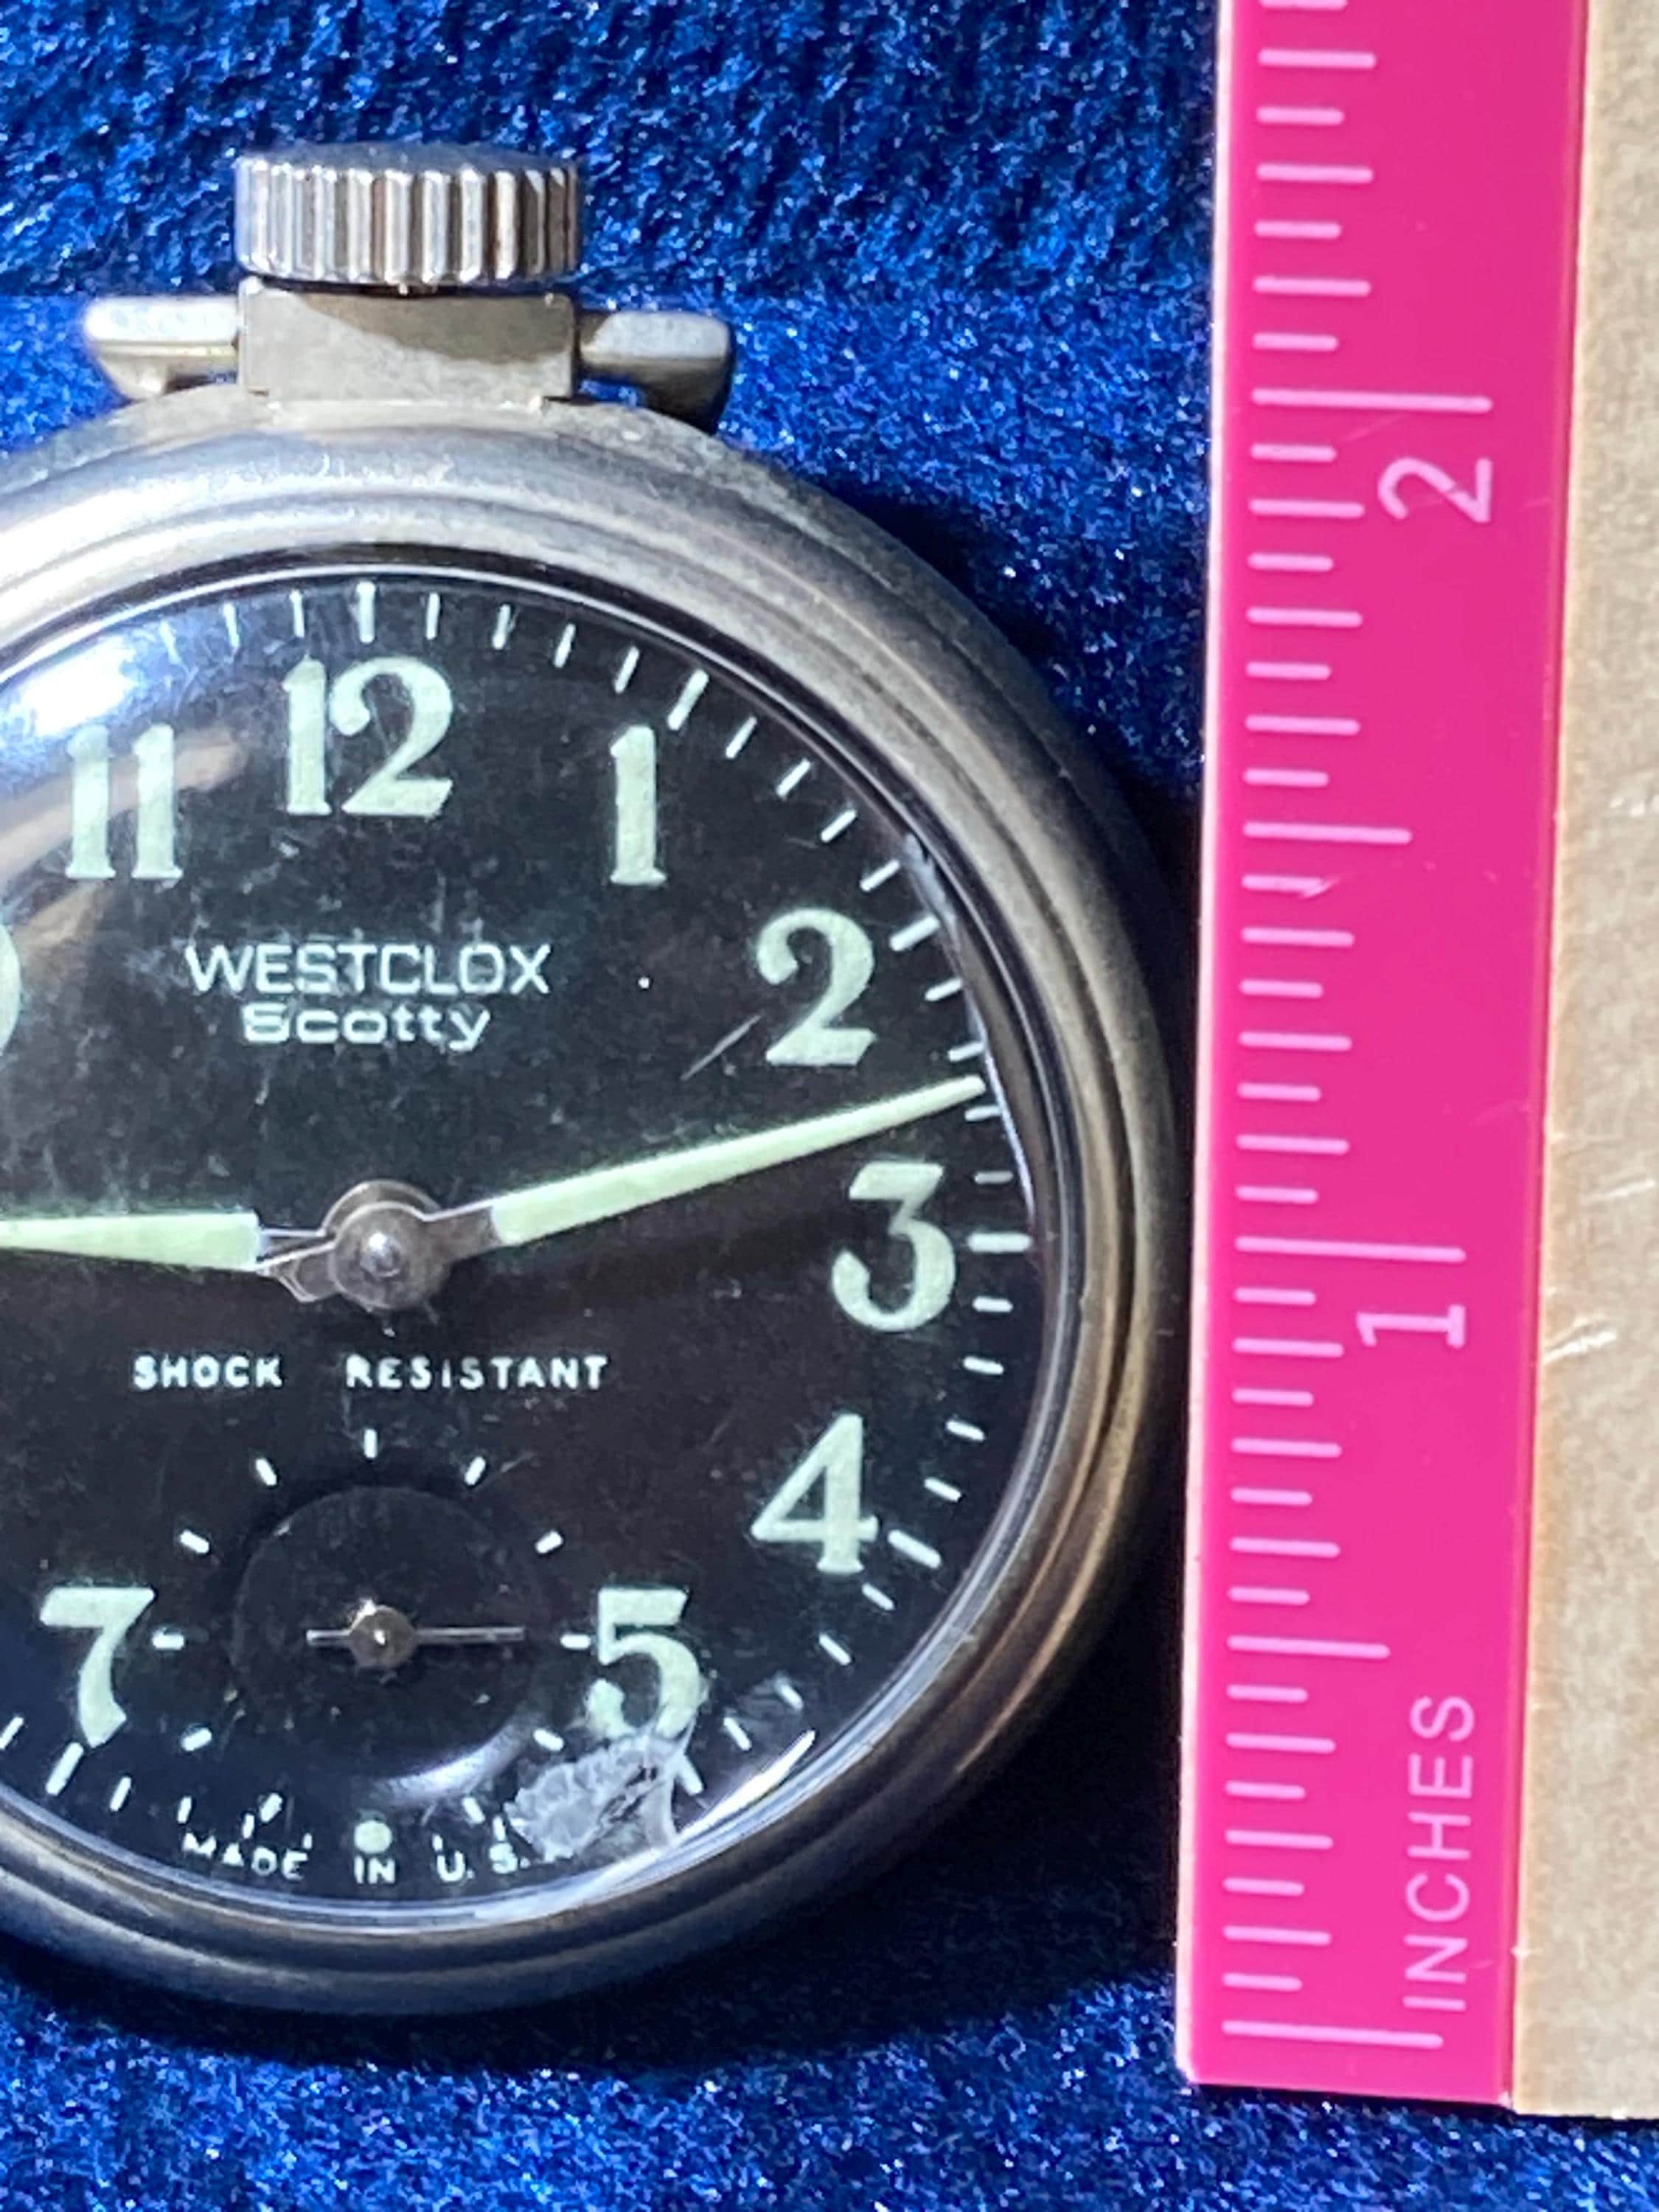 12
11
1
2
WESTCLOX
Scotty
3
SHOCK RESISTANT
4
7
5
MADE IN U.S.
2
1
INCHES